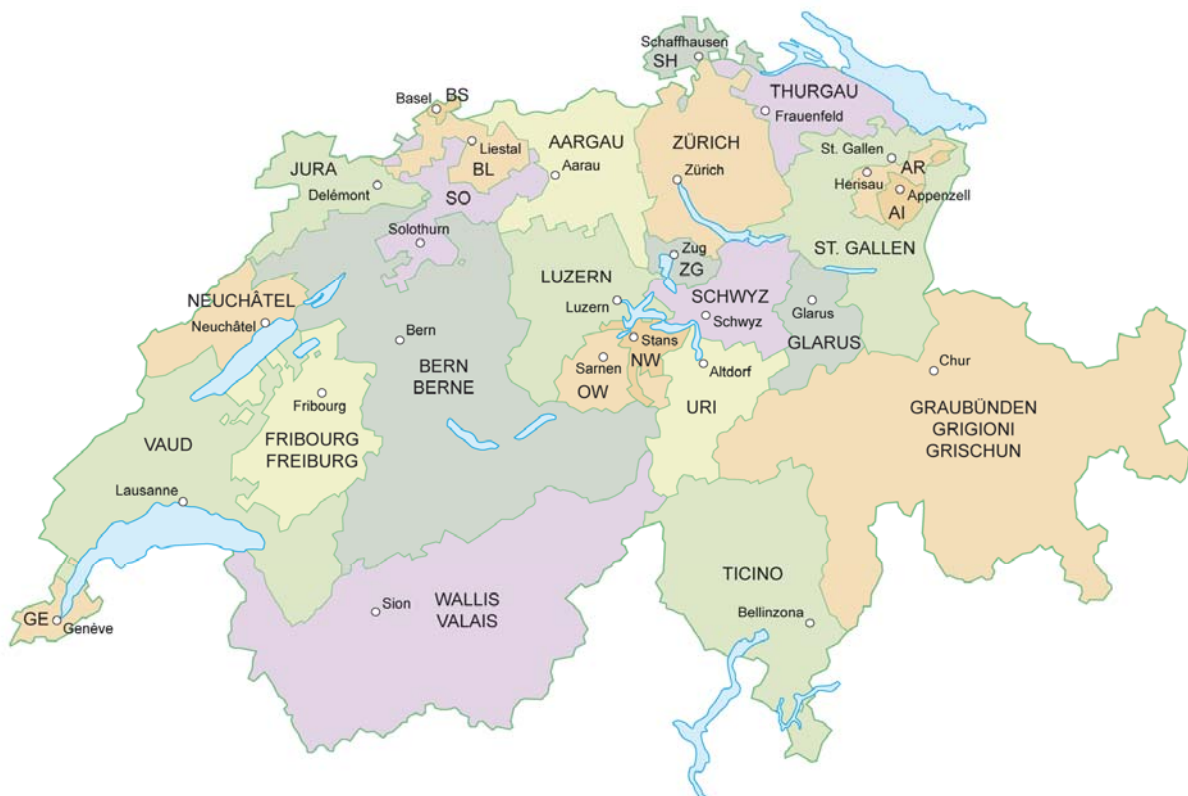 Schaffhausen
SH
THURGAU
Frauenfeld
BS
Basel
Liestal
BL
AARGAU
Aarau
ZÜRICH
Zürich
St. Gallen
AR
Herisau
Appenzell
AI
ST. GALLEN
JURA
Delémont
SO
Solothurn
Zug
ZG
LUZERN
Luzern
SCHWYZ
Schwyz
Glarus
GLARUS
NEUCHÂTEL
Neuchâtel
Bern
BERN
BERNE
Stans
NW
Sarnen
OW
Altdorf
URI
Chur
GRAUBÜNDEN
GRIGIONI
GRISCHUN
Fribourg
FRIBOURG
FREIBURG
VAUD
Lausanne
TICINO
Bellinzona
Sion
WALLIS
VALAIS
GE
Genève